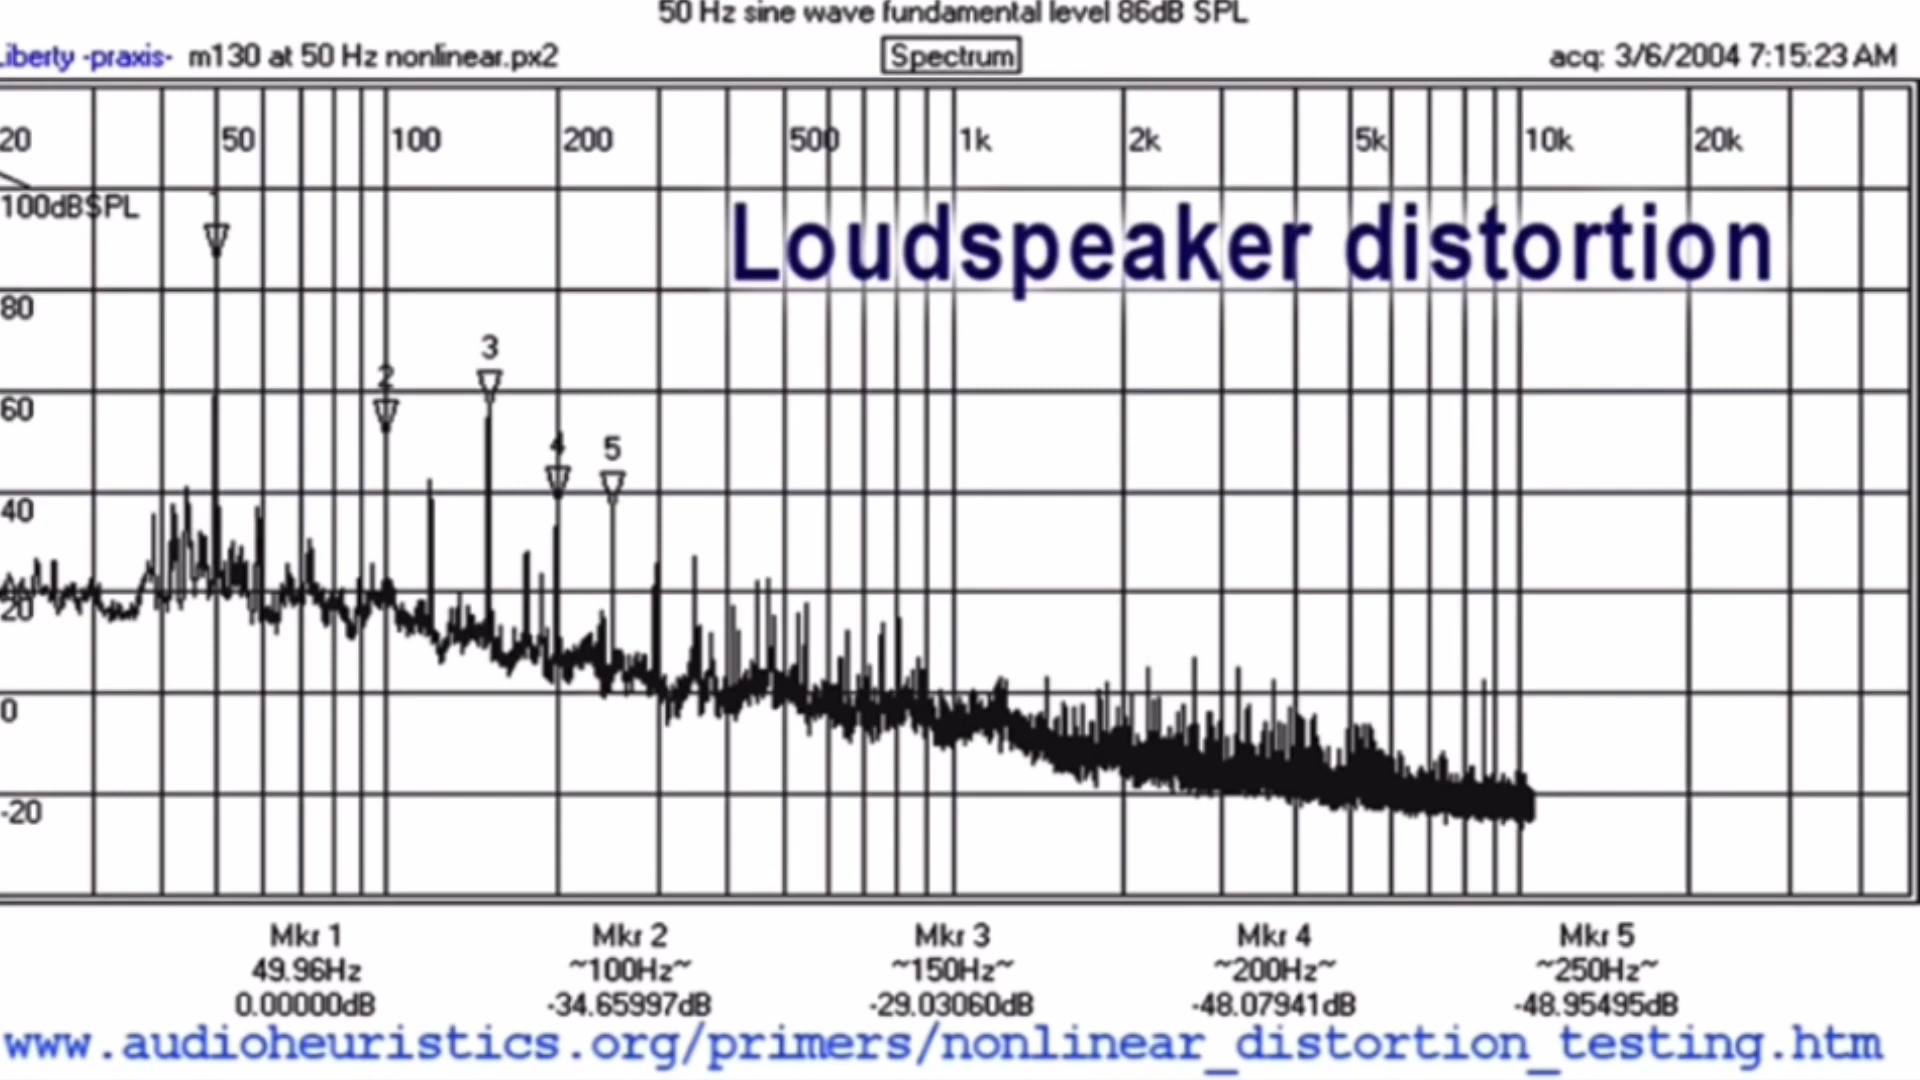 50 Hz sine wave fundamental level 86dB SPL
Liberty -praxis- m130 at 50 Hz nonlinear.px2 Spectrum acq: 3/6/2004 7:15:23 AM
20 50 100 200 500 1k 2k 5k 10k 20k
100dBSPL
Loudspeaker distortion
80
3
2
60
4 5
40
20
0
-20
Mkr 1 Mkr 2 Mkr 3 Mkr 4 Mkr 5
49.96Hz ~100Hz~ ~150Hz~ ~200Hz~ ~250Hz~
0.00000dB -34.65997dB -29.03060dB -48.07941dB -48.95495dB
www.audioheuristics.org/primers/nonlinear_distortion_testing.htm